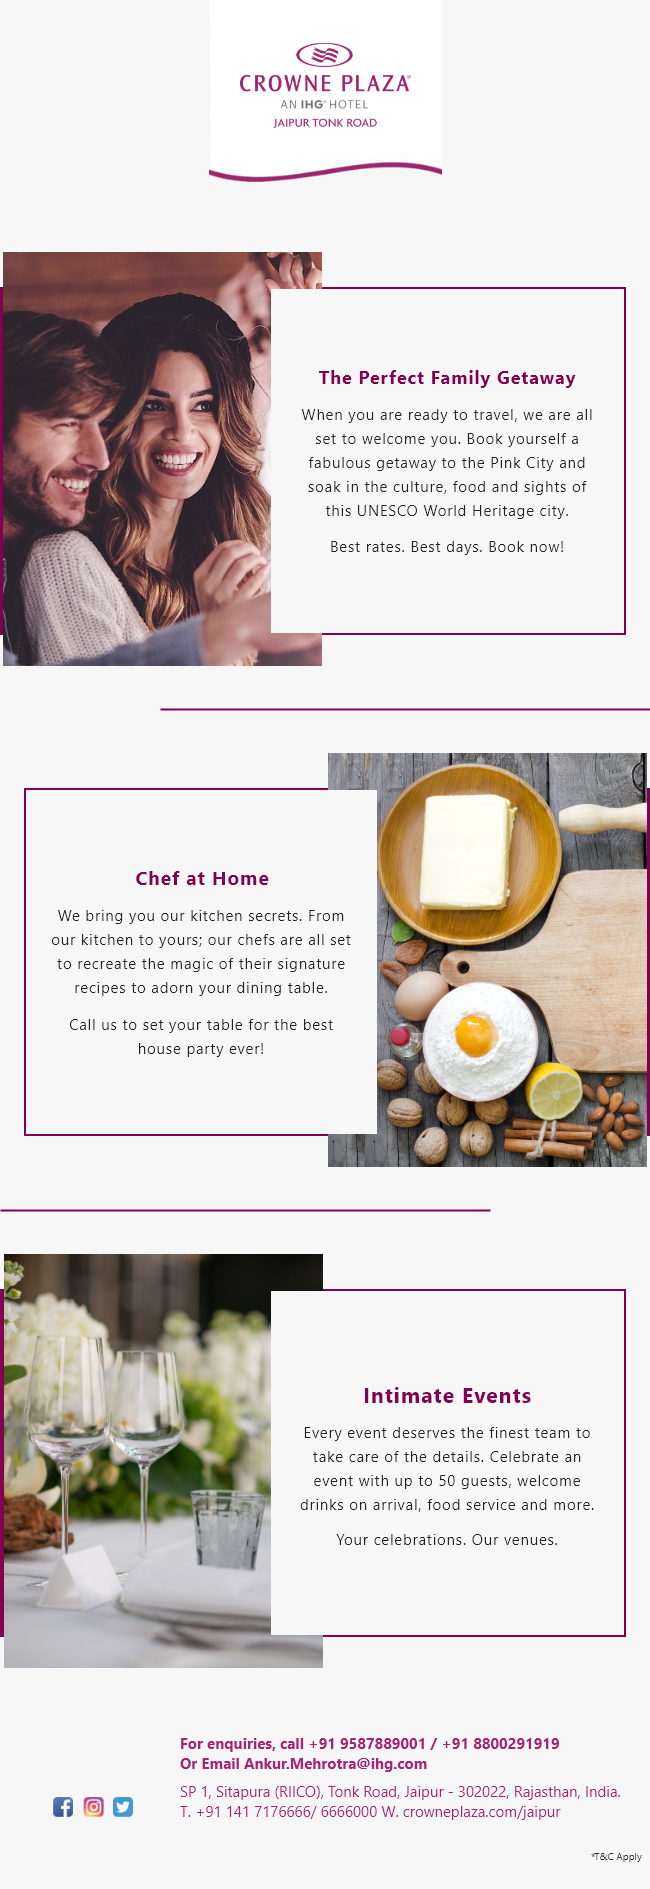 CROWNE PLAZA®
AN IHG® HOTEL
JAIPUR TONK ROAD
The Perfect Family Getaway
When you are ready to travel, we are all
set to welcome you. Book yourself a
fabulous getaway to the Pink City and
soak in the culture, food and sights of
this UNESCO World Heritage city.
Best rates. Best days. Book now!
Chef at Home
We bring you our kitchen secrets. From
our kitchen to yours; our chefs are all set
to recreate the magic of their signature
recipes to adorn your dining table.
Call us to set your table for the best
house party ever!
Intimate Events
Every event deserves the finest team to
take care of the details. Celebrate an
event with up to 50 guests, welcome
drinks on arrival, food service and more.
Your celebrations. Our venues.
For enquiries, call +91 9587889001 / +91 8800291919
Or Email Ankur.Mehrotra@ihg.com
SP 1, Sitapura (RIICO), Tonk Road, Jaipur - 302022, Rajasthan, India.
T. +91 141 7176666/ 6666000 W. crowneplaza.com/jaipur
*T&C Apply